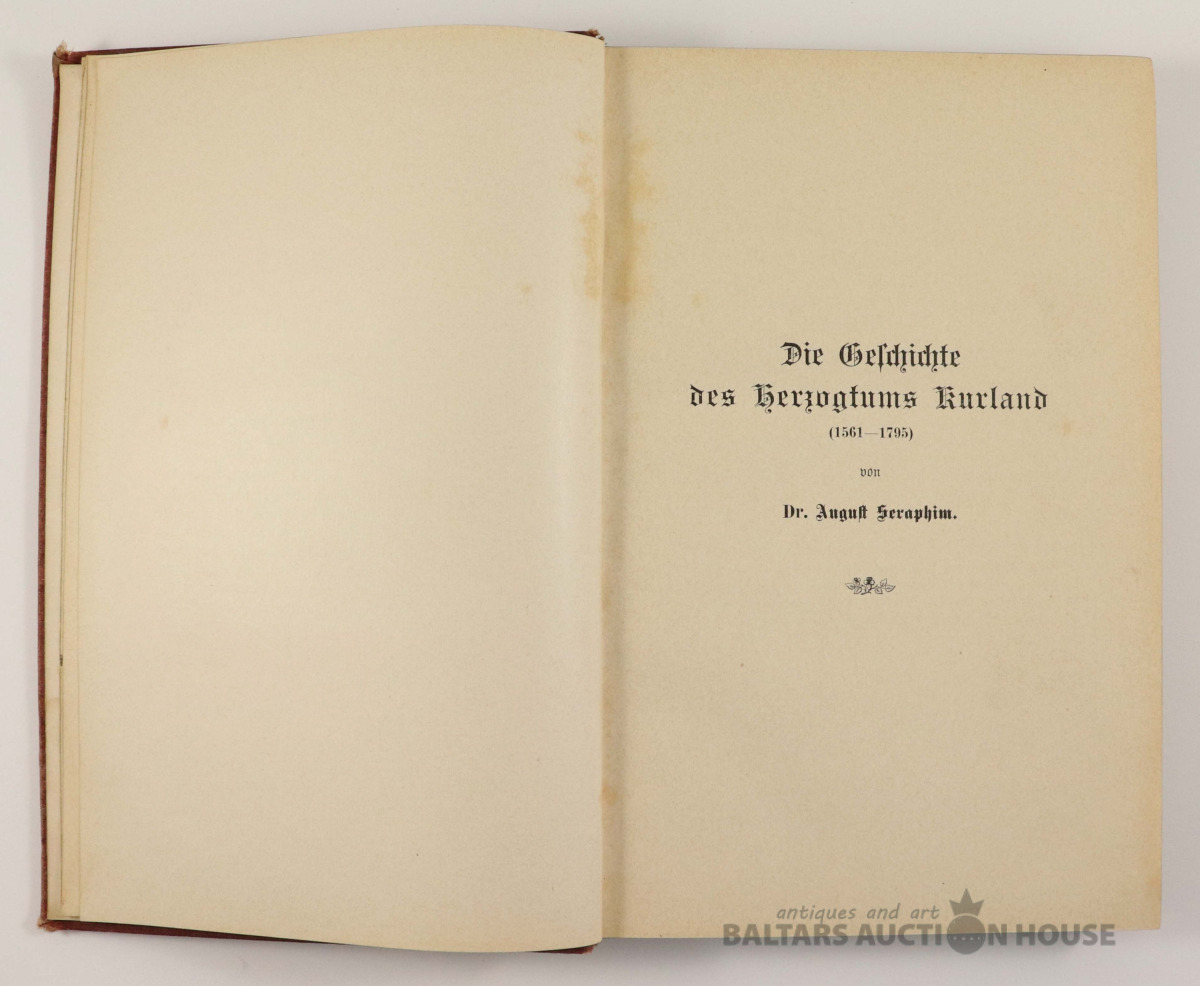 Die Geſchichte
des Herzogtums Kurland
(1561—1795)
von
Dr. Auguſt Seraphim.
antiques and art
BALTARS AUCTION HOUSE